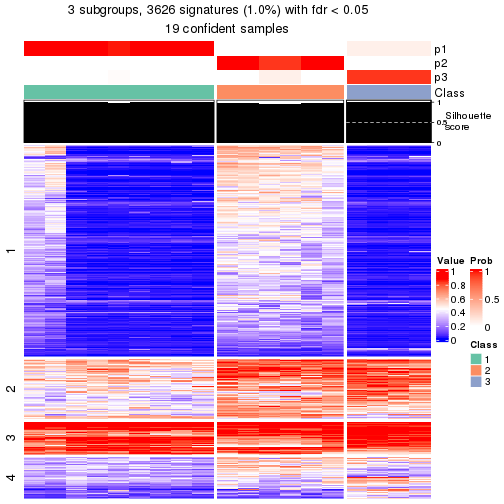 3 subgroups, 3626 signatures (1.0%) with fdr < 0.05
19 confident samples
p1
p2
p3
Class
1
0.5
0
Silhouette
score
1
2
3
4
Value
1
0.8
0.6
0.4
0.2
0
Prob
1
0.5
0
Class
1
2
3